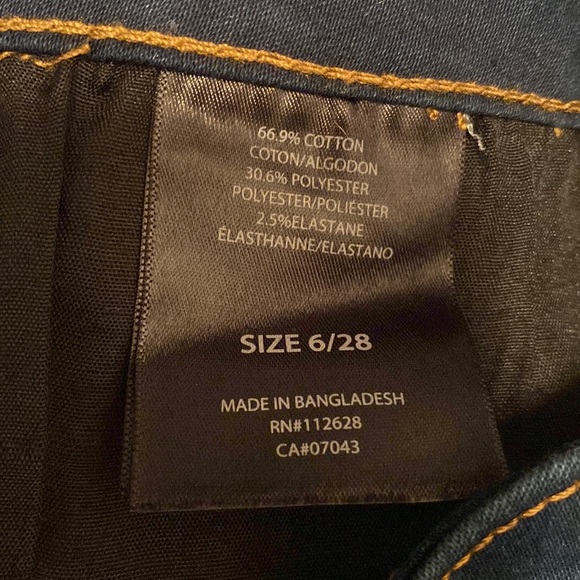 66.9% COTTON
COTON/ALGODON
30.6% POLYESTER
POLYESTER/POLIÉSTER
2.5%ELASTANE
ÉLASTHANNE/ELASTANO
SIZE 6/28
MADE IN BANGLADESH
RN#112628
CA#07043